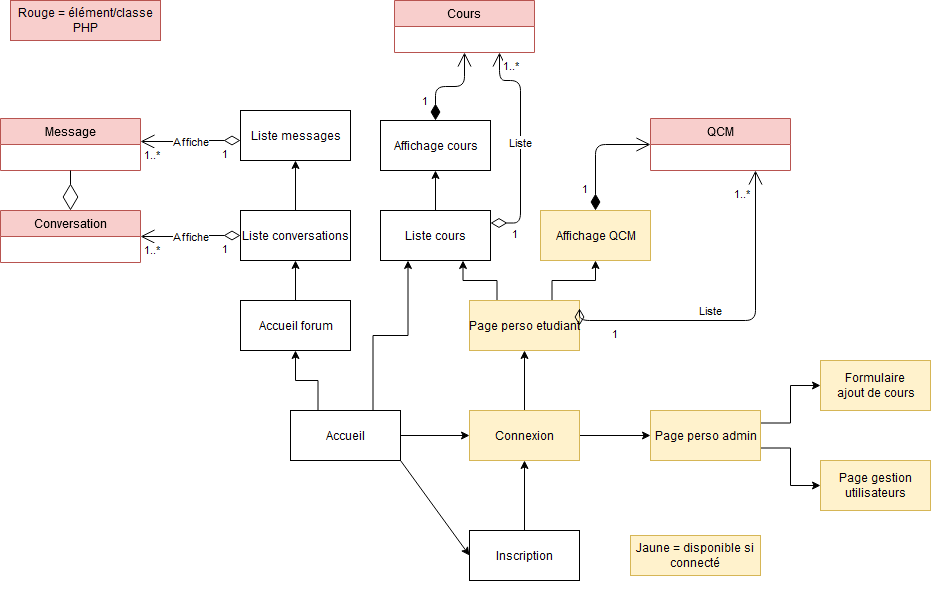 Rouge = élément/classe
PHP
Cours
1..*
1
Message
Affiche
1..*
1
Liste messages
Affichage cours
Liste
QCM
1..*
1
Conversation
Affiche
1..*
1
Liste conversations
Liste cours
1
Affichage QCM
Accueil forum
Page perso etudiant
Liste
1
Formulaire
ajout de cours
Accueil
Connexion
Page perso admin
Page gestion
utilisateurs
Inscription
Jaune = disponible si
connecté